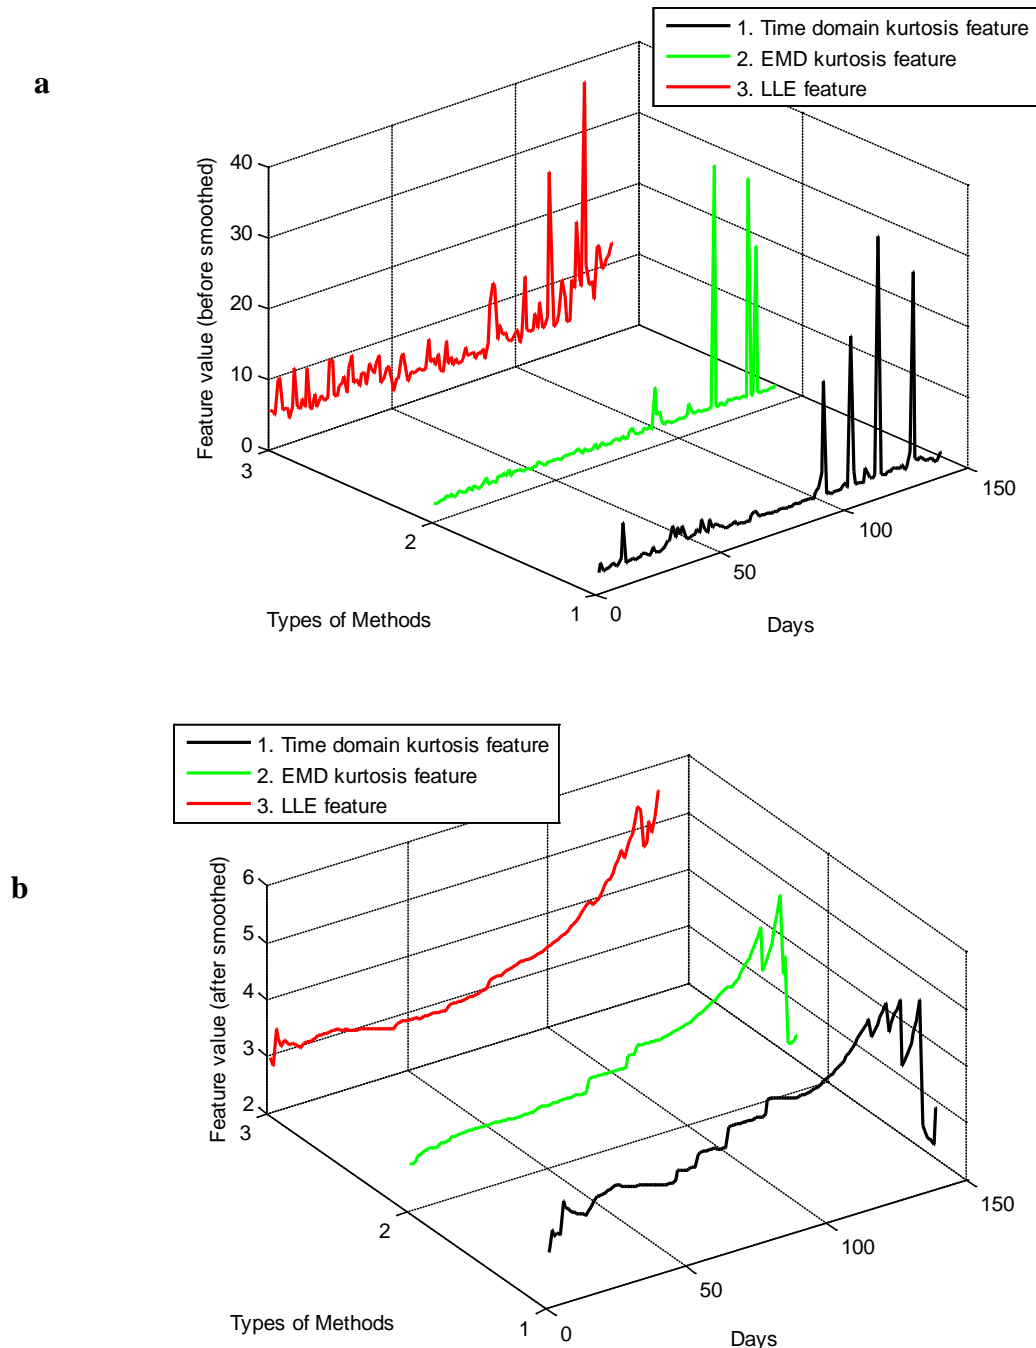 a
1. Time domain kurtosis feature
2. EMD kurtosis feature
3. LLE feature
Feature value (before smoothed)
40
30
20
10
0
3
2
1
0
50
100
150
Types of Methods
Days
b
1. Time domain kurtosis feature
2. EMD kurtosis feature
3. LLE feature
Feature value (after smoothed)
6
5
4
3
2
3
2
1
0
50
100
150
Types of Methods
Days